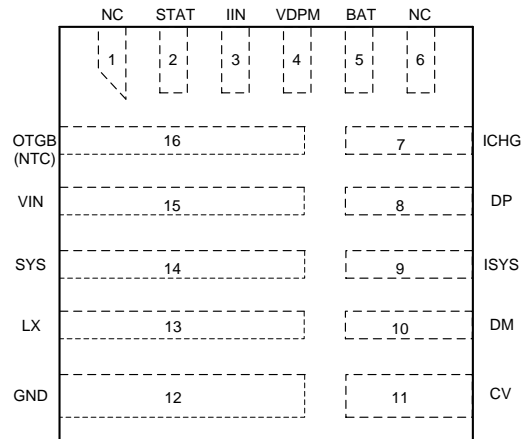 NC STAT IIN VDPM BAT NC
1 2 3 4 5 6
OTGB 16 7 ICHG
(NTC)
VIN 15 8 DP
SYS 14 9 ISYS
LX 13 10 DM
GND 12 11 CV